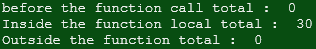 before the function call total :  0
Inside the function local total :  30
Outside the function total :  0